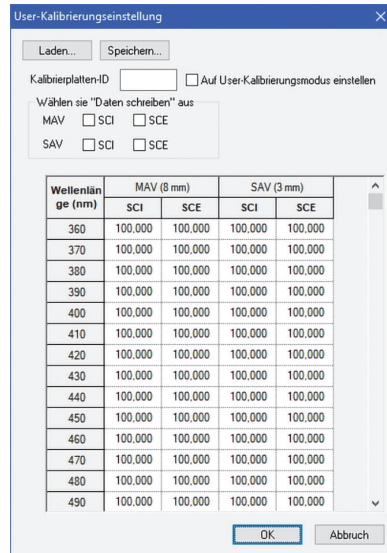 User-Kalibrierungseinstellung
Laden... Speichern...
Kalibrierplatten-ID Auf User-Kalibrierungsmodus einstellen
Wählen sie "Daten schreiben" aus
MAV SCI SCE
SAV SCI SCE
Wellenlän MAV (8 mm) SAV (3 mm)
ge (nm) SCI SCE SCI SCE
360 100,000 100,000 100,000 100,000
370 100,000 100,000 100,000 100,000
380 100,000 100,000 100,000 100,000
390 100,000 100,000 100,000 100,000
400 100,000 100,000 100,000 100,000
410 100,000 100,000 100,000 100,000
420 100,000 100,000 100,000 100,000
430 100,000 100,000 100,000 100,000
440 100,000 100,000 100,000 100,000
450 100,000 100,000 100,000 100,000
460 100,000 100,000 100,000 100,000
470 100,000 100,000 100,000 100,000
480 100,000 100,000 100,000 100,000
490 100,000 100,000 100,000 100,000
OK Abbruch